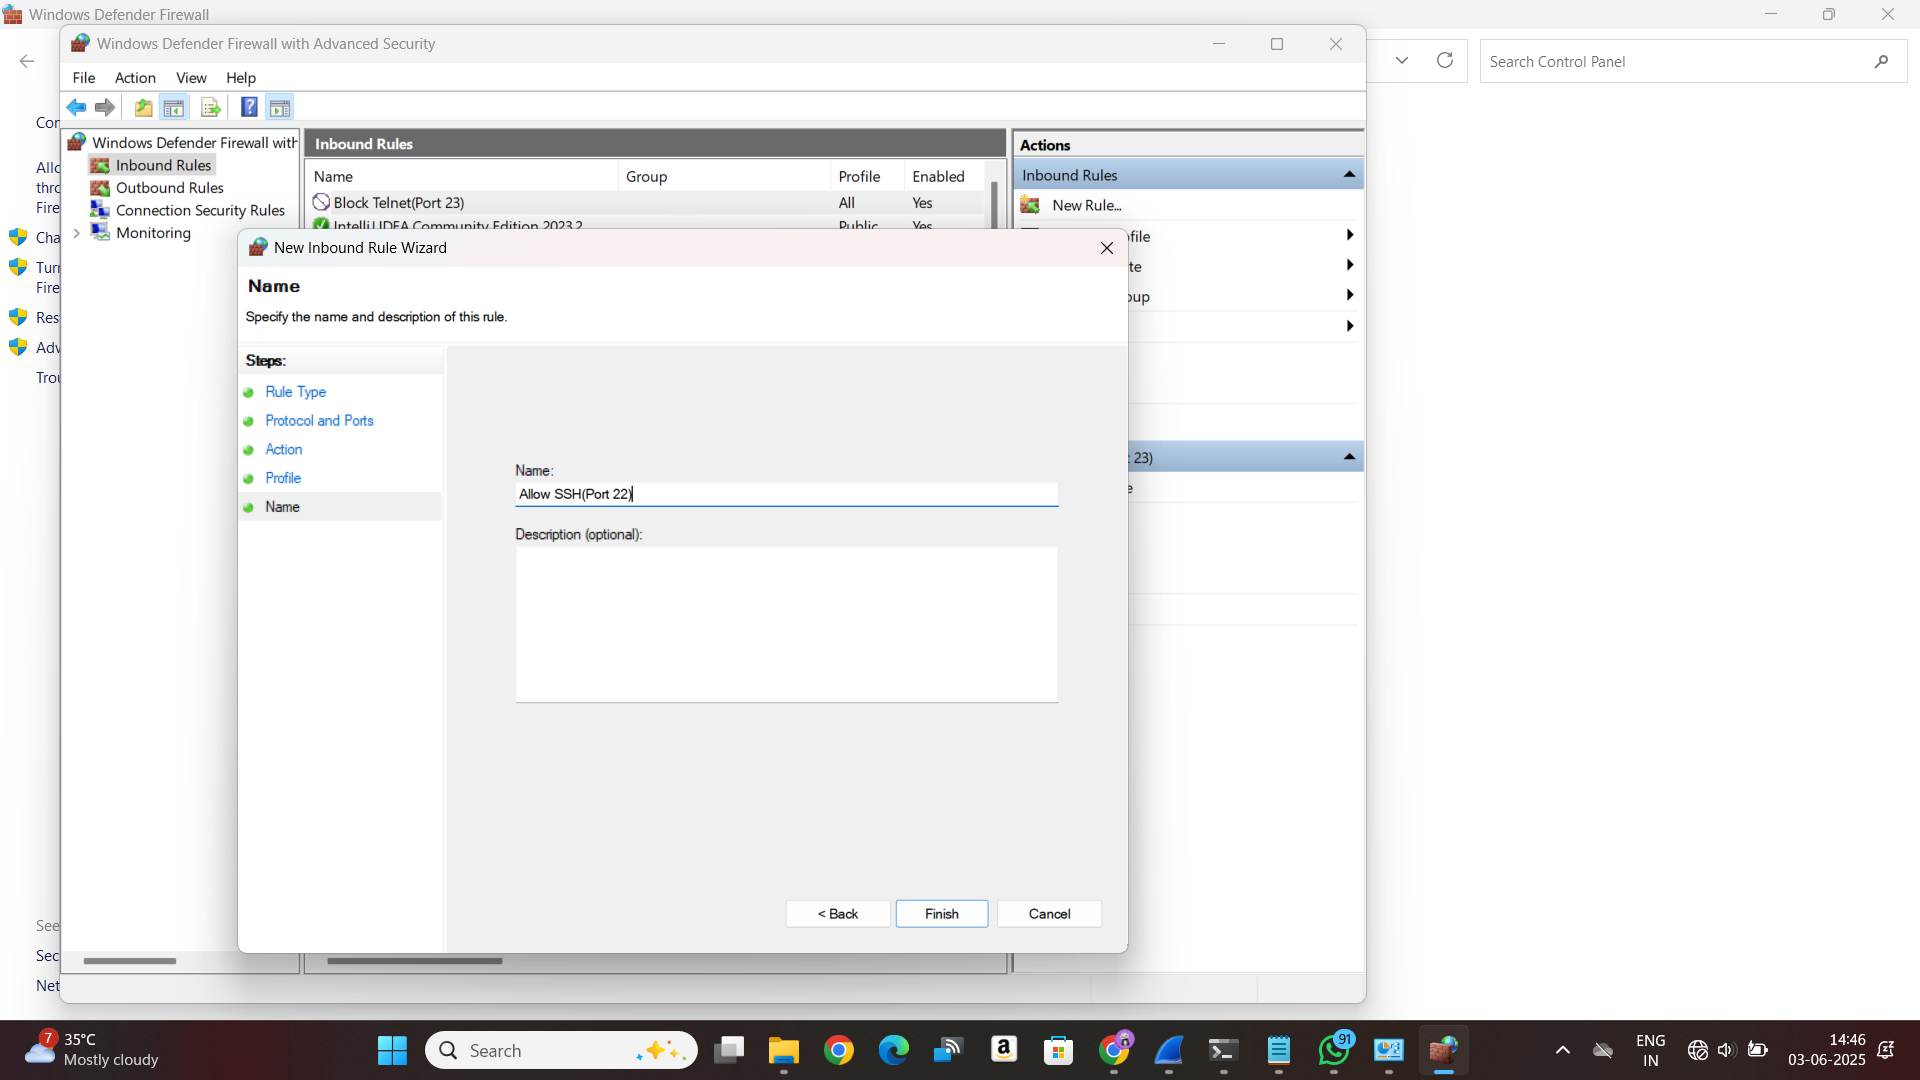 Windows Defender Firewall
Windows Defender Firewall with Advanced Security
Search Control Panel
File Action View Help
Windows Defender Firewall with
Inbound Rules
Outbound Rules
Connection Security Rules
Monitoring
Inbound Rules
Name Group Profile Enabled
Block Telnet(Port 23) All Yes
IntelliJ IDEA Community Edition 2023.2 Public Yes
Actions
Inbound Rules
New Rule...
ofile
te
oup
: 23)
e
Con
Allo
thro
Fire
Cha
Turn
Fire
Res
Adv
Trou
See
Sec
Net
New Inbound Rule Wizard
Name
Specify the name and description of this rule.
Steps:
Rule Type
Protocol and Ports
Action
Profile
Name
Name:
Allow SSH(Port 22)
Description (optional):
< Back Finish Cancel
7
35°C
Mostly cloudy
Search
91
ENG
IN
14:46
03-06-2025